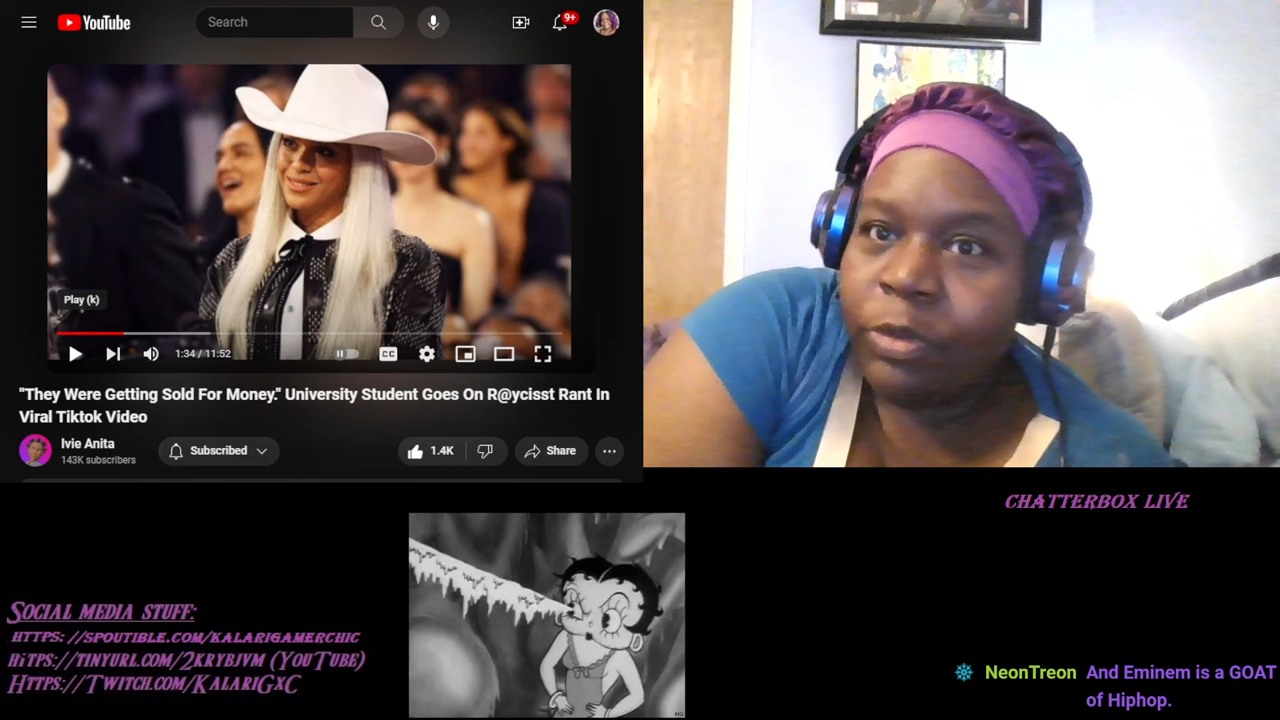 YouTube
Search
9+
Play (k)
1:34 / 11:52
CC
"They Were Getting Sold For Money." University Student Goes On R@ycisst Rant In
Viral Tiktok Video
Ivie Anita
143K subscribers
Subscribed
1.4K
Share
CHATTERBOX LIVE
SOCIAL MEDIA STUFF:
HTTPS://SPOUTIBLE.COM/KALARIGAMERCHIC
HTTPS://TINYURL.COM/2KRYBJVM (YOUTUBE)
HTTPS://TWITCH.COM/KALARIGXC
NeonTreon And Eminem is a GOAT
of Hiphop.